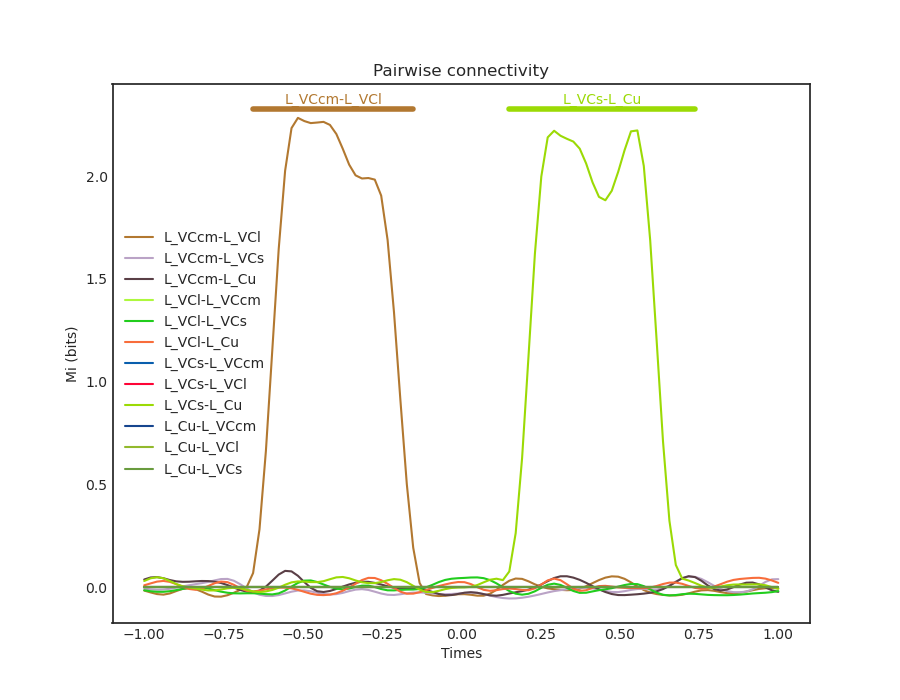 Pairwise connectivity
L_VCcm-L_VCl
L_VCs-L_Cu
2.0
1.5
1.0
0.5
0.0
Mi (bits)
L_VCcm-L_VCl
L_VCcm-L_VCs
L_VCcm-L_Cu
L_VCl-L_VCcm
L_VCl-L_VCs
L_VCl-L_Cu
L_VCs-L_VCcm
L_VCs-L_VCl
L_VCs-L_Cu
L_Cu-L_VCcm
L_Cu-L_VCl
L_Cu-L_VCs
−1.00 −0.75 −0.50 −0.25 0.00 0.25 0.50 0.75 1.00
Times